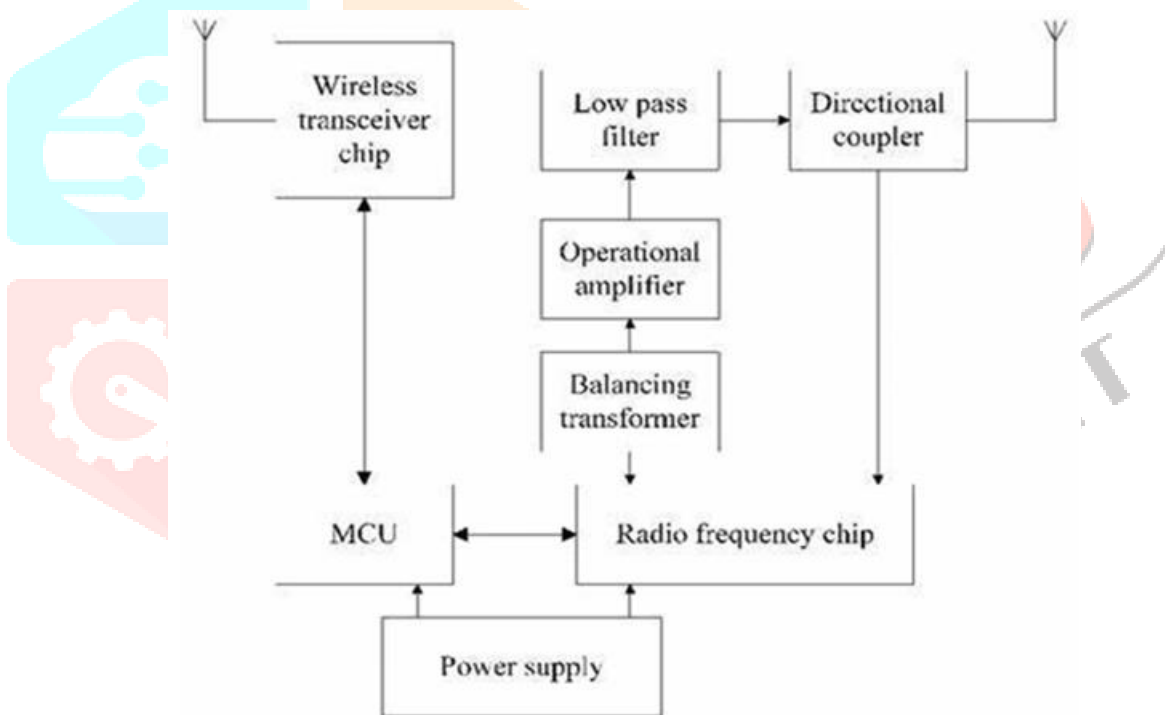 Wireless
transceiver
chip
Low pass
filter
Directional
coupler
Operational
amplifier
Balancing
transformer
MCU
Radio frequency chip
Power supply